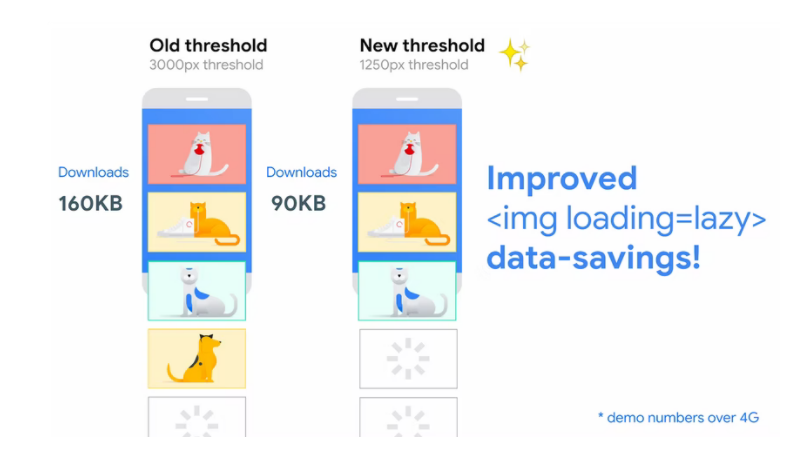 Old threshold
3000px threshold
New threshold
1250px threshold
Downloads
160KB
Downloads
90KB
Improved
<img loading=lazy>
data-savings!
* demo numbers over 4G